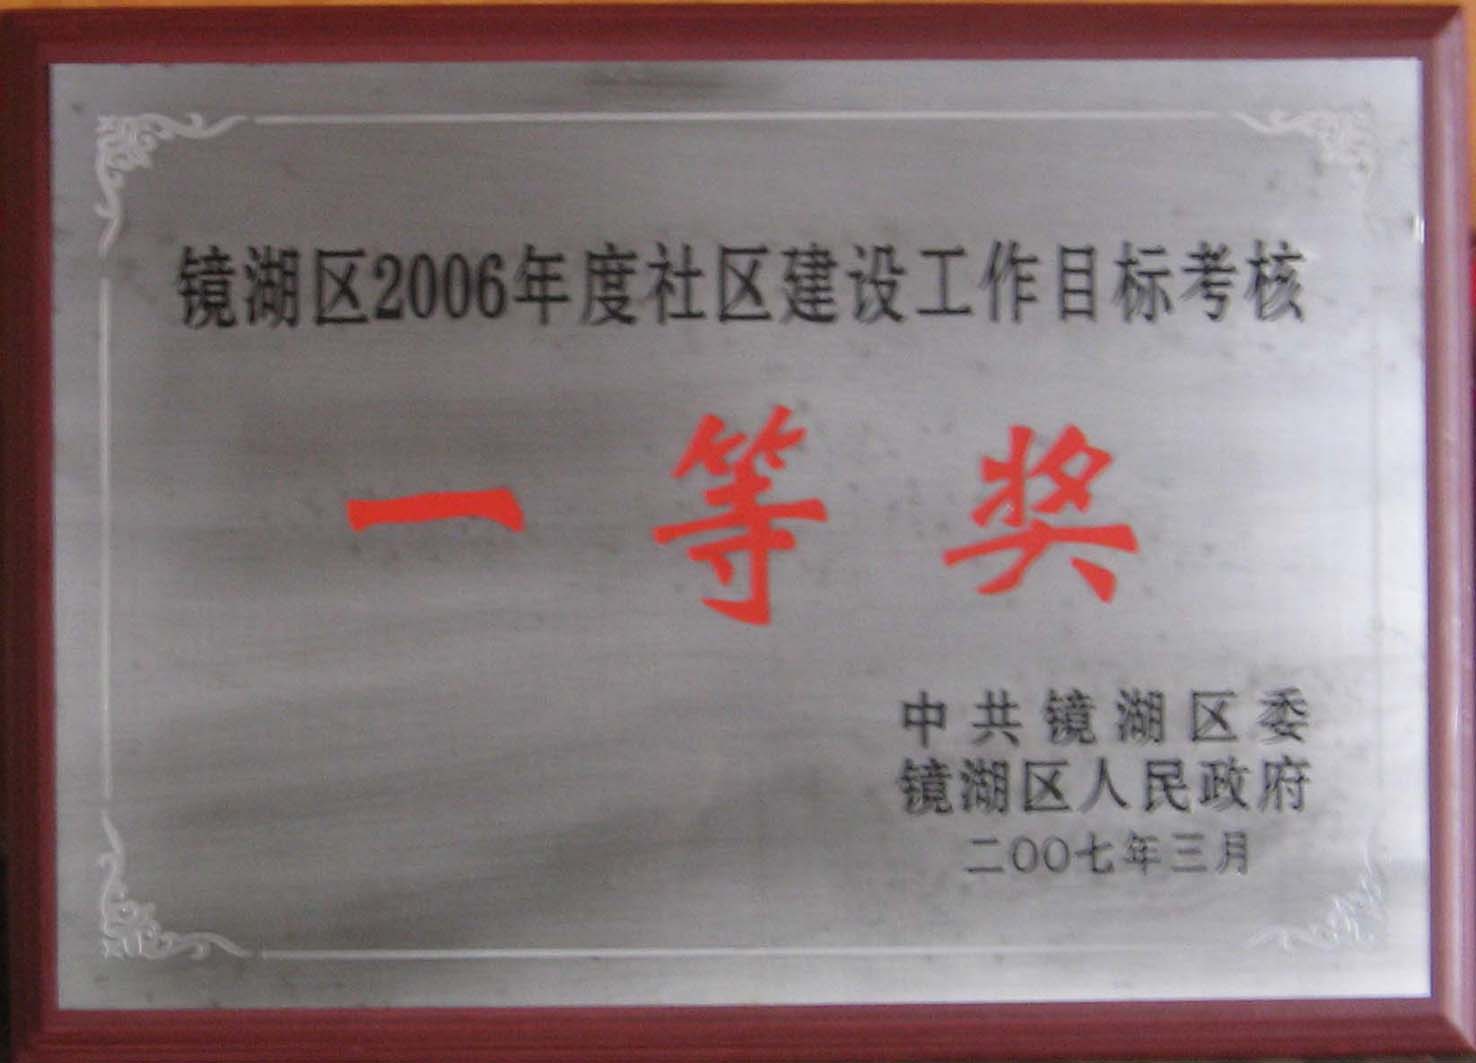 镜湖区2006年度社区建设工作目标考核
一等奖
中共镜湖区委
镜湖区人民政府
二〇〇七年三月